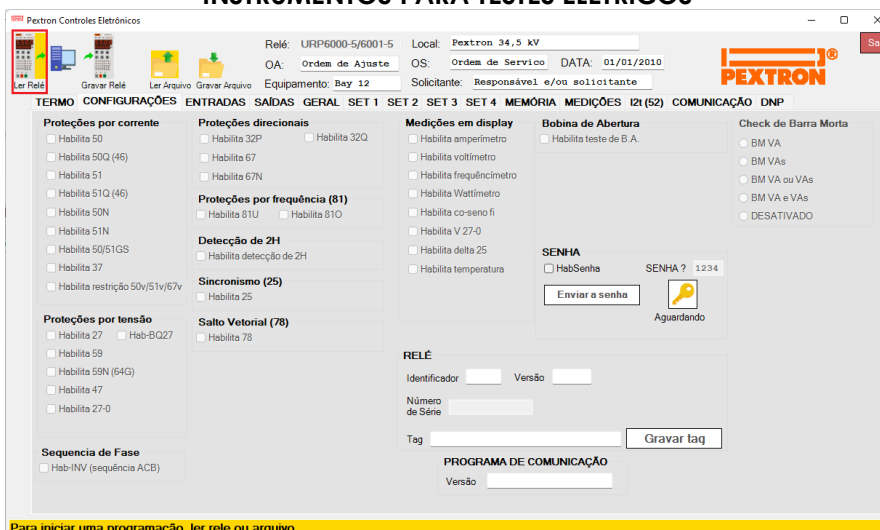 INSTRUMENTOS PARA TESTES ELÉTRICOS
Pextron Controles Eletrônicos
Relé: URP6000-5/6001-5 Local: Pextron 34,5 kV
OA: Ordem de Ajuste OS: Ordem de Servico DATA: 01/01/2010
Equipamento: Bay 12 Solicitante: Responsável e/ou solicitante
PEXTRON
Ler Relé Gravar Relé Ler Arquivo Gravar Arquivo
TERMO CONFIGURAÇÕES ENTRADAS SAÍDAS GERAL SET 1 SET 2 SET 3 SET 4 MEMÓRIA MEDIÇÕES I2t (52) COMUNICAÇÃO DNP
Proteções por corrente
Habilita 50
Habilita 50Q (46)
Habilita 51
Habilita 51Q (46)
Habilita 50N
Habilita 51N
Habilita 50/51GS
Habilita 37
Habilita restrição 50v/51v/67v
Proteções por tensão
Habilita 27 Hab-BQ27
Habilita 59
Habilita 59N (64G)
Habilita 47
Habilita 27-0
Sequencia de Fase
Hab-INV (sequência ACB)
Proteções direcionais
Habilita 32P Habilita 32Q
Habilita 67
Habilita 67N
Proteções por frequência (81)
Habilita 81U Habilita 81O
Detecção de 2H
Habilita detecção de 2H
Sincronismo (25)
Habilita 25
Salto Vetorial (78)
Habilita 78
Medições em display
Habilita amperímetro
Habilita voltímetro
Habilita frequêncímetro
Habilita Wattímetro
Habilita co-seno fi
Habilita V 27-0
Habilita delta 25
Habilita temperatura
Bobina de Abertura
Habilita teste de B.A.
SENHA
HabSenha SENHA ? 1234
Enviar a senha
Aguardando
Check de Barra Morta
BM VA
BM VAs
BM VA ou VAs
BM VA e VAs
DESATIVADO
RELÉ
Identificador Versão
Número
de Série
Tag Gravar tag
PROGRAMA DE COMUNICAÇÃO
Versão
Para iniciar uma programação, ler rele ou arquivo